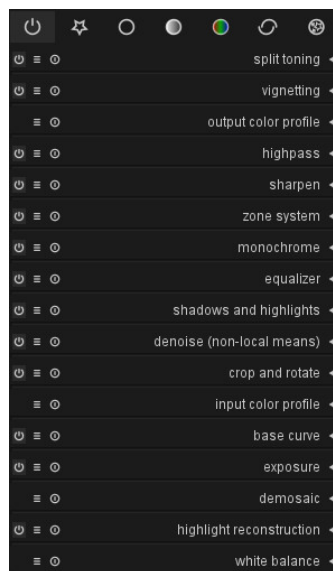 split toning
vignetting
output color profile
highpass
sharpen
zone system
monochrome
equalizer
shadows and highlights
denoise (non-local means)
crop and rotate
input color profile
base curve
exposure
demosaic
highlight reconstruction
white balance